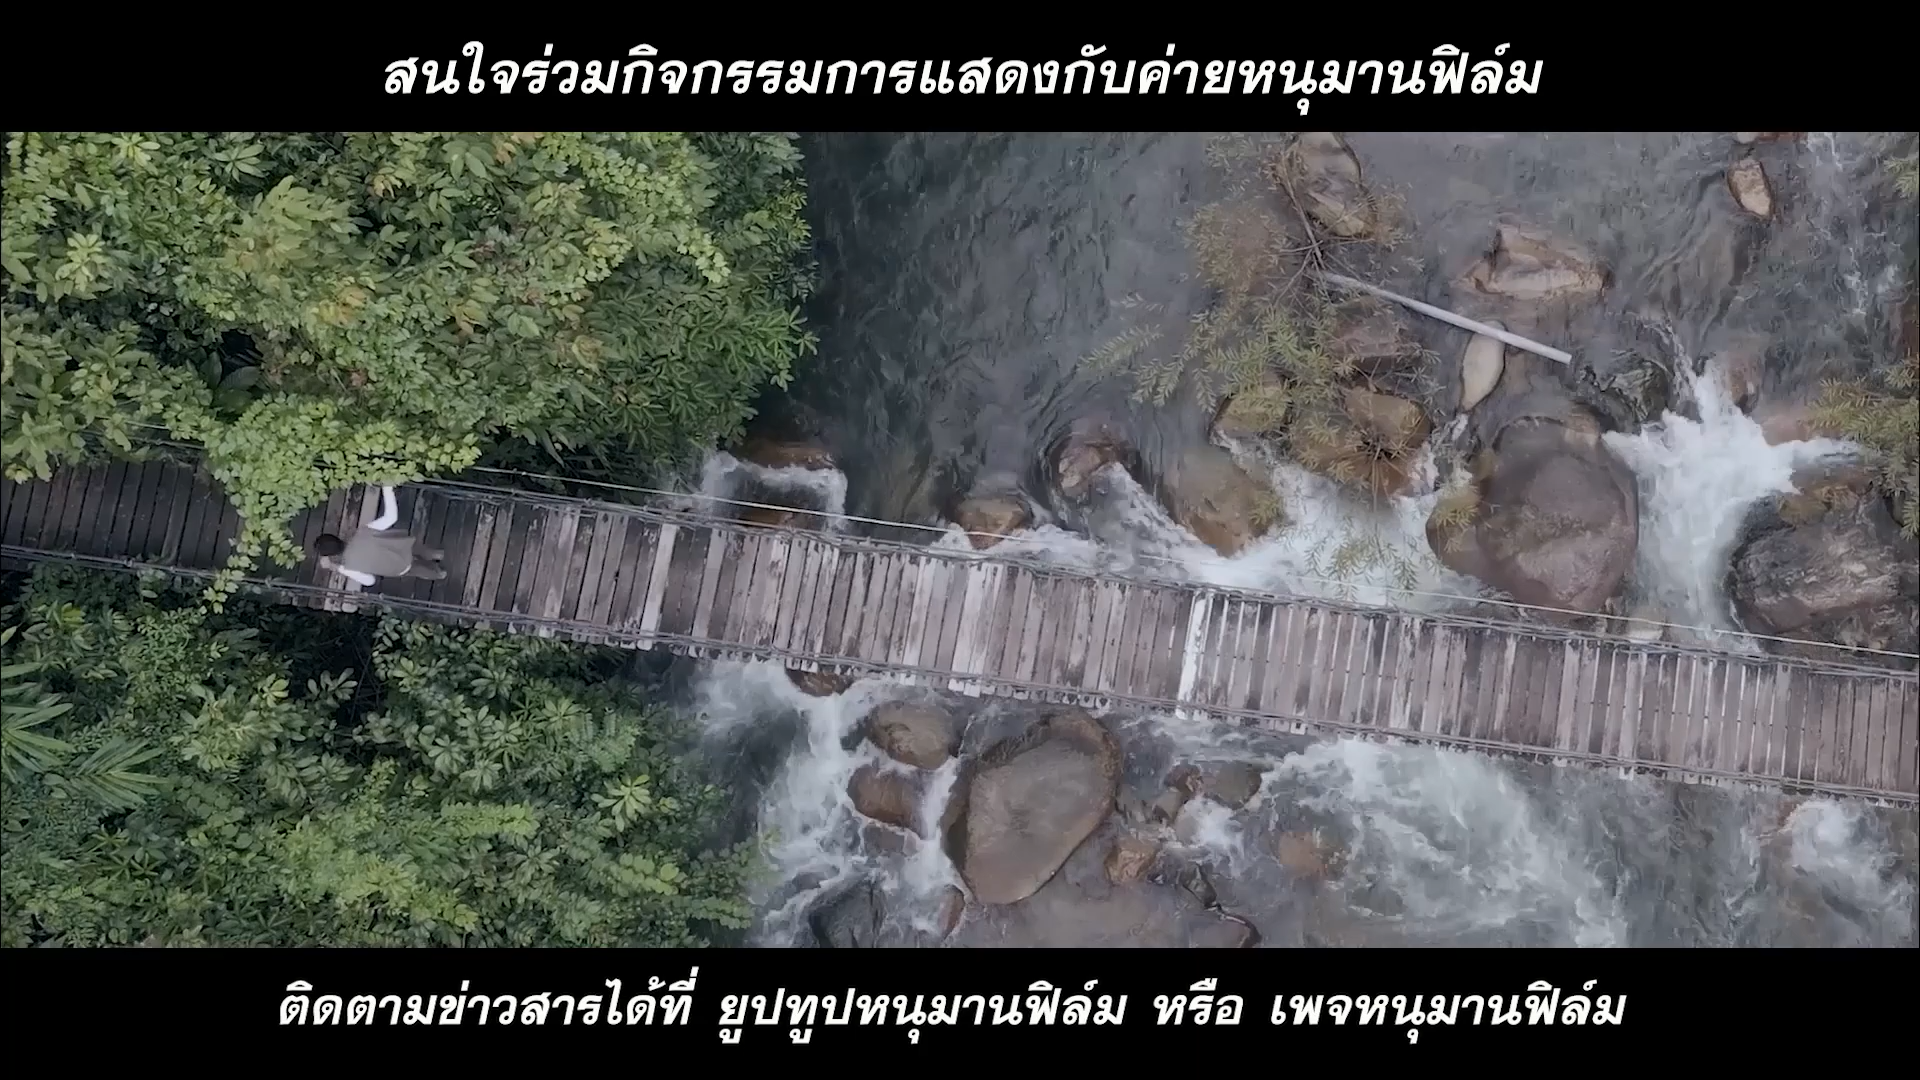 สนใจร่วมกิจกรรมการแสดงกับค่ายหนุมานฟิล์ม
ติดตามข่าวสารได้ที่ ยูปทูปหนุมานฟิล์ม หรือ เพจหนุมานฟิล์ม